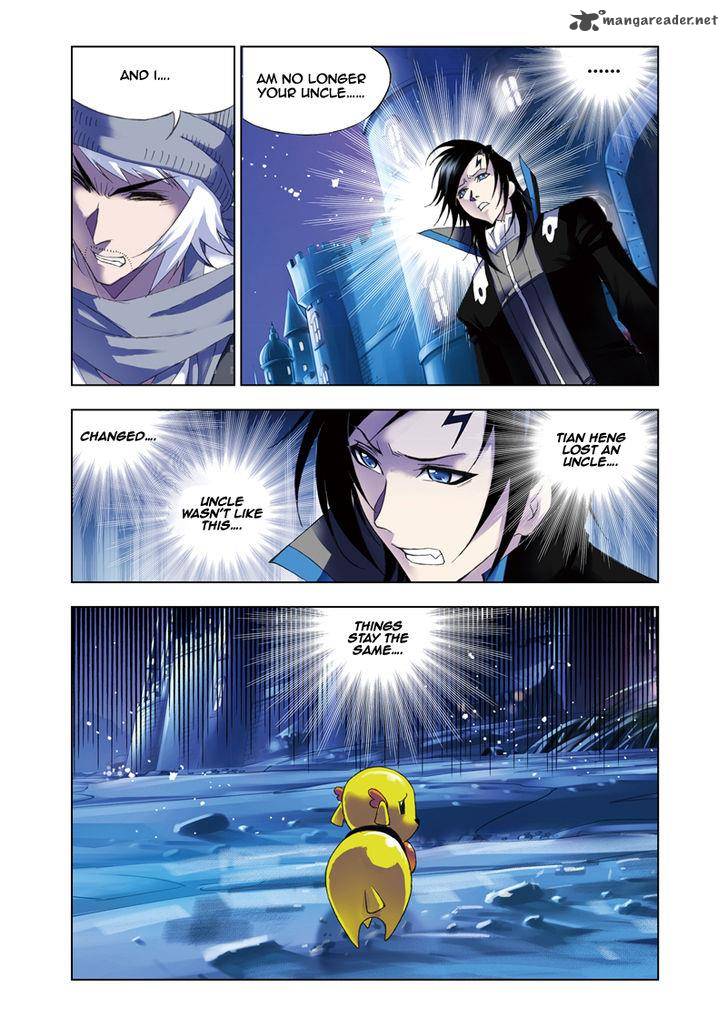 mangareader.net
AND I....
AM NO LONGER
YOUR UNCLE......
......
CHANGED....
UNCLE
WASN'T LIKE
THIS....
TIAN HENG
LOST AN
UNCLE....
THINGS
STAY THE
SAME....